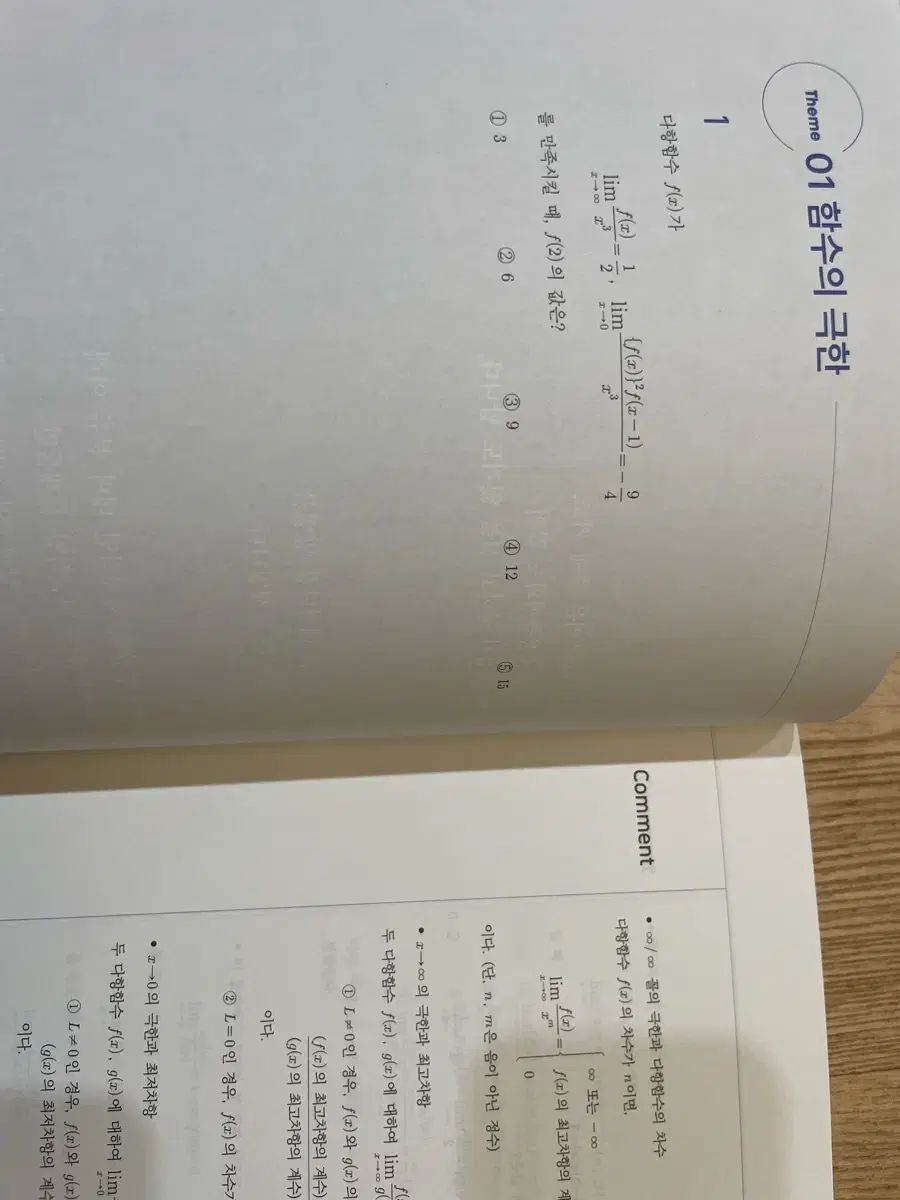 Theme 01 함수의 극한
1
다항함수 f(x)가
lim x→∞ f(x)/x³ = 1/2, lim x→0 {f(x)}²f(x-1)/x³ = -9/4
를 만족시킬 때, f(2)의 값은?
① 3 ② 6 ③ 9 ④ 12 ⑤ 15
Comment
• ∞/∞ 꼴의 극한과 다항함수의 차수
다항함수 f(x)의 차수가 n이면,
lim x→∞ f(x)/xᵐ = { ∞ 또는 -∞
f(x)의 최고차항의
0
이다. (단, n, m은 음이 아닌 정수)
• x→∞의 극한과 최고차항
두 다항함수 f(x), g(x)에 대하여 lim x→∞
① L≠0인 경우, f(x)와 g(x)의
(f(x)의 최고차항의 계수)
(g(x)의 최고차항의 계수)
이다.
② L=0인 경우, f(x)의 차수가
• x→0의 극한과 최저차항
두 다항함수 f(x), g(x)에 대하여 lim x→0
① L≠0인 경우, f(x)와 g(x)
(g(x)의 최저차항의
이다.